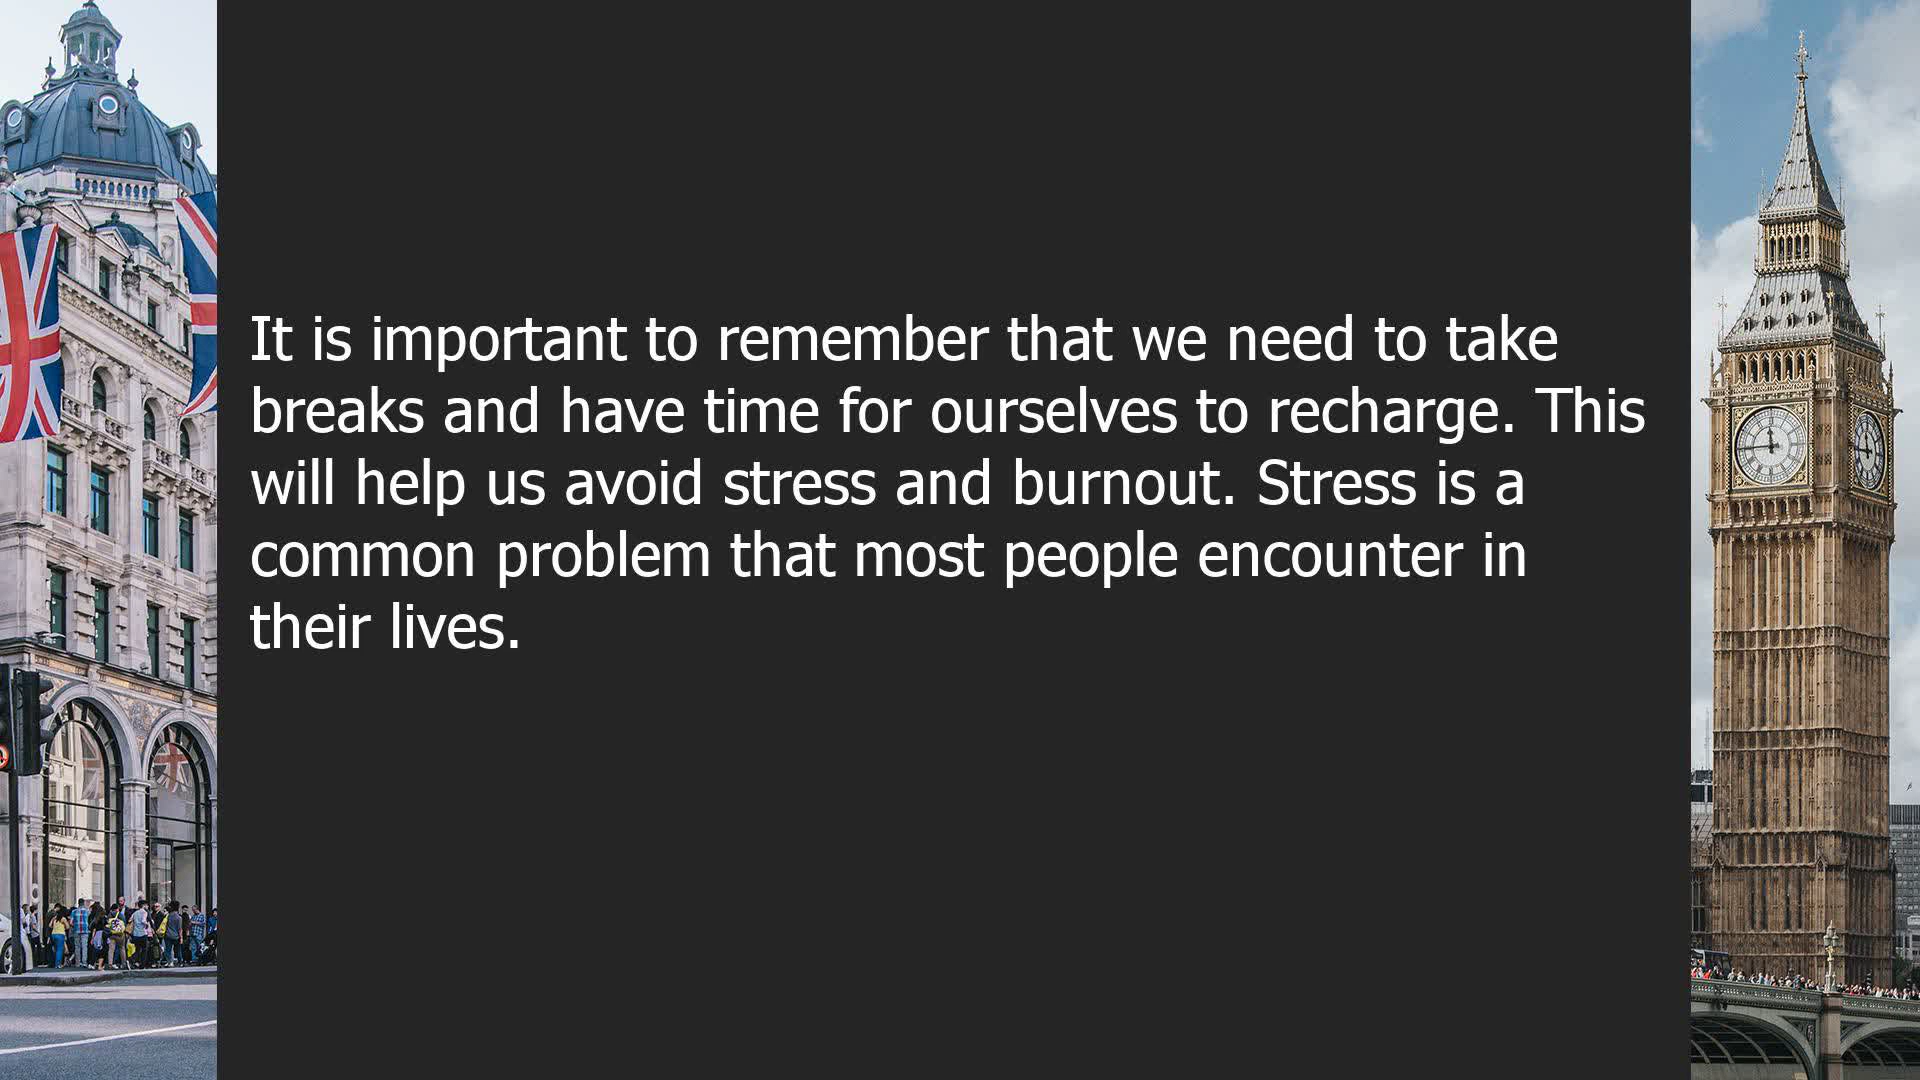 It is important to remember that we need to take
breaks and have time for ourselves to recharge. This
will help us avoid stress and burnout. Stress is a
common problem that most people encounter in
their lives.